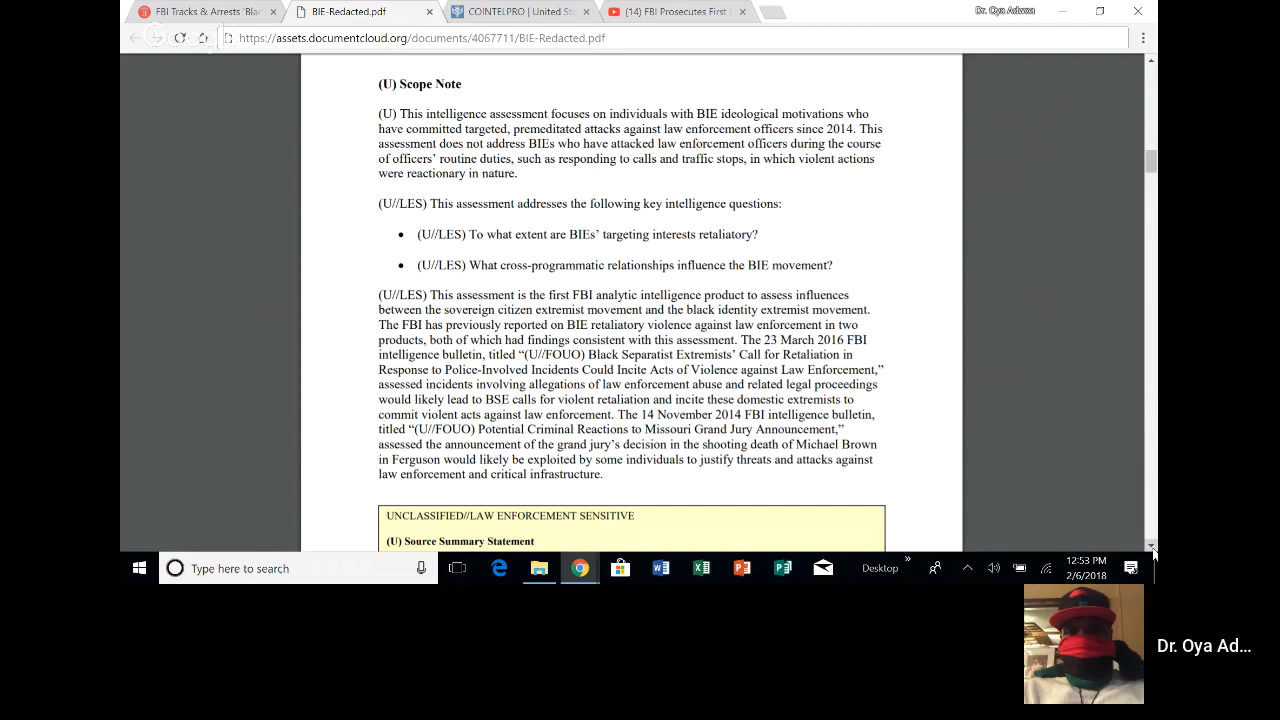 FBI Tracks & Arrests 'Blac
BIE-Redacted.pdf
COINTELPRO | United Sta
(14) FBI Prosecutes First |
Dr. Oya Advoa
https://assets.documentcloud.org/documents/4067711/BIE-Redacted.pdf
(U) Scope Note
(U) This intelligence assessment focuses on individuals with BIE ideological motivations who
have committed targeted, premeditated attacks against law enforcement officers since 2014. This
assessment does not address BIEs who have attacked law enforcement officers during the course
of officers' routine duties, such as responding to calls and traffic stops, in which violent actions
were reactionary in nature.
(U//LES) This assessment addresses the following key intelligence questions:
• (U//LES) To what extent are BIEs' targeting interests retaliatory?
• (U//LES) What cross-programmatic relationships influence the BIE movement?
(U//LES) This assessment is the first FBI analytic intelligence product to assess influences
between the sovereign citizen extremist movement and the black identity extremist movement.
The FBI has previously reported on BIE retaliatory violence against law enforcement in two
products, both of which had findings consistent with this assessment. The 23 March 2016 FBI
intelligence bulletin, titled “(U//FOUO) Black Separatist Extremists' Call for Retaliation in
Response to Police-Involved Incidents Could Incite Acts of Violence against Law Enforcement,”
assessed incidents involving allegations of law enforcement abuse and related legal proceedings
would likely lead to BSE calls for violent retaliation and incite these domestic extremists to
commit violent acts against law enforcement. The 14 November 2014 FBI intelligence bulletin,
titled “(U//FOUO) Potential Criminal Reactions to Missouri Grand Jury Announcement,”
assessed the announcement of the grand jury's decision in the shooting death of Michael Brown
in Ferguson would likely be exploited by some individuals to justify threats and attacks against
law enforcement and critical infrastructure.
UNCLASSIFIED//LAW ENFORCEMENT SENSITIVE
(U) Source Summary Statement
Type here to search
Desktop
12:53 PM
2/6/2018
Dr. Oya Ad...